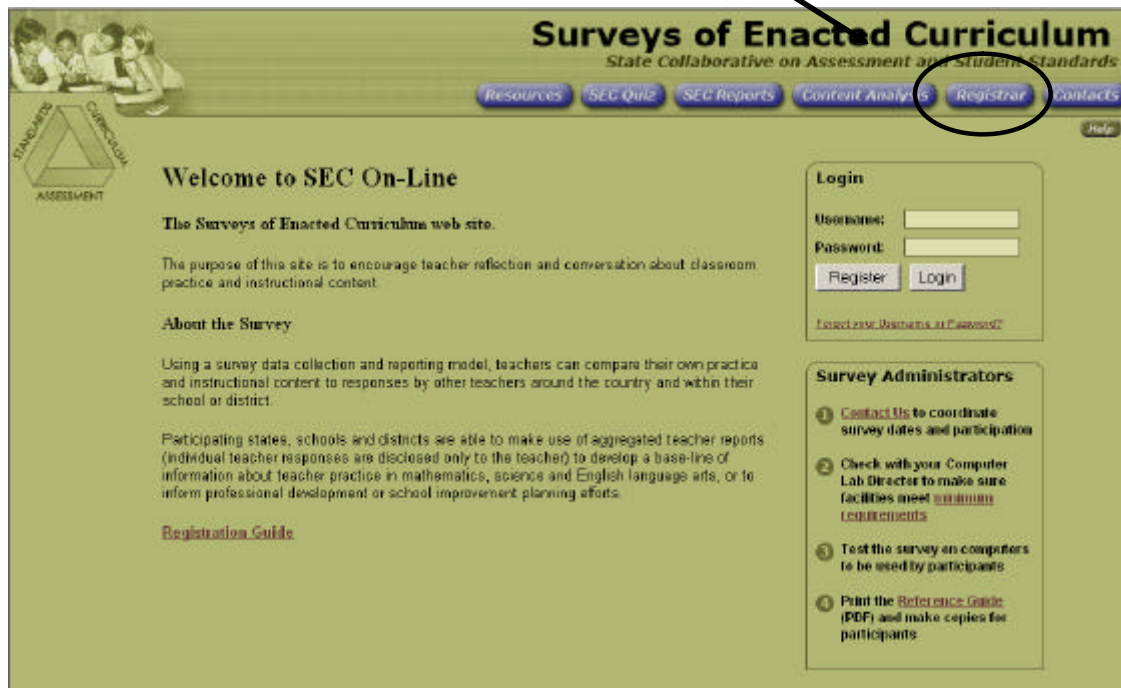 Surveys of Enacted Curriculum
State Collaborative on Assessment and Student Standards
Resources SEC Quiz SEC Reports Content Analysis Registrar Contacts
Help
STANDARDS
CURRICULUM
ASSESSMENT
Welcome to SEC On-Line
The Surveys of Enacted Curriculum web site.
The purpose of this site is to encourage teacher reflection and conversation about classroom
practice and instructional content.
About the Survey
Using a survey data collection and reporting model, teachers can compare their own practice
and instructional content to responses by other teachers around the country and within their
school or district.
Participating states, schools and districts are able to make use of aggregated teacher reports
(individual teacher responses are disclosed only to the teacher) to develop a base-line of
information about teacher practice in mathematics, science and English language arts, or to
inform professional development or school improvement planning efforts.
Registration Guide
Login
Username:
Password:
Register Login
Forgot your Username or Password?
Survey Administrators
1 Contact Us to coordinate
survey dates and participation
2 Check with your Computer
Lab Director to make sure
facilities meet minimum
requirements
3 Test the survey on computers
to be used by participants
4 Print the Reference Guide
(PDF) and make copies for
participants